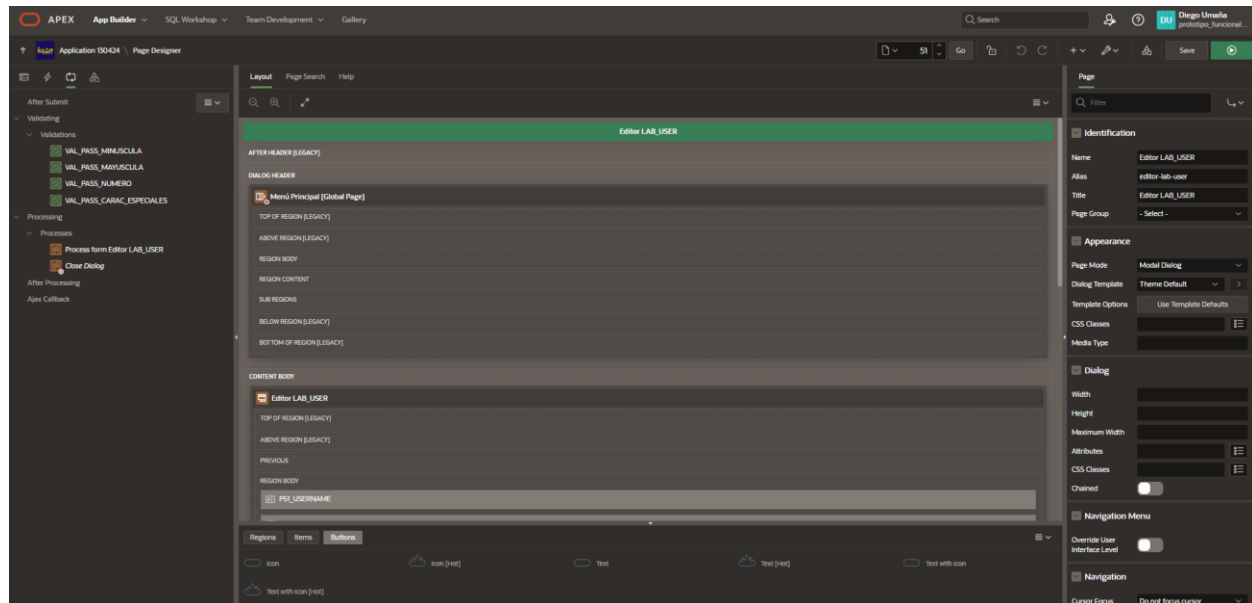 APEX App Builder SQL Workshop Team Development Gallery Search DU Diego Umaña
prototipo_funcional...
Application 130424 \ Page Designer 51 Go Save
Layout Page Search Help
Page
After Submit
Validating
Validations
VAL_PASS_MINUSCULA
VAL_PASS_MAYUSCULA
VAL_PASS_NUMERO
VAL_PASS_CARAC_ESPECIALES
Processing
Processes
Process form Editor LAB_USER
Close Dialog
After Processing
Ajax Callback
Editor LAB_USER
AFTER HEADER [LEGACY]
DIALOG HEADER
Menú Principal [Global Page]
TOP OF REGION [LEGACY]
ABOVE REGION [LEGACY]
REGION BODY
REGION CONTENT
SUB REGIONS
BELOW REGION [LEGACY]
BOTTOM OF REGION [LEGACY]
CONTENT BODY
Editor LAB_USER
TOP OF REGION [LEGACY]
ABOVE REGION [LEGACY]
PREVIOUS
REGION BODY
P51_USERNAME
Regions Items Buttons
Icon Icon [Hot] Text Text [Hot] Text with Icon
Text with Icon [Hot]
Filter
Identification
Name Editor LAB_USER
Alias editor-lab-user
Title Editor LAB_USER
Page Group - Select -
Appearance
Page Mode Modal Dialog
Dialog Template Theme Default
Template Options Use Template Defaults
CSS Classes
Media Type
Dialog
Width
Height
Maximum Width
Attributes
CSS Classes
Chained
Navigation Menu
Override User
Interface Level
Navigation
Cursor Focus Do not focus cursor